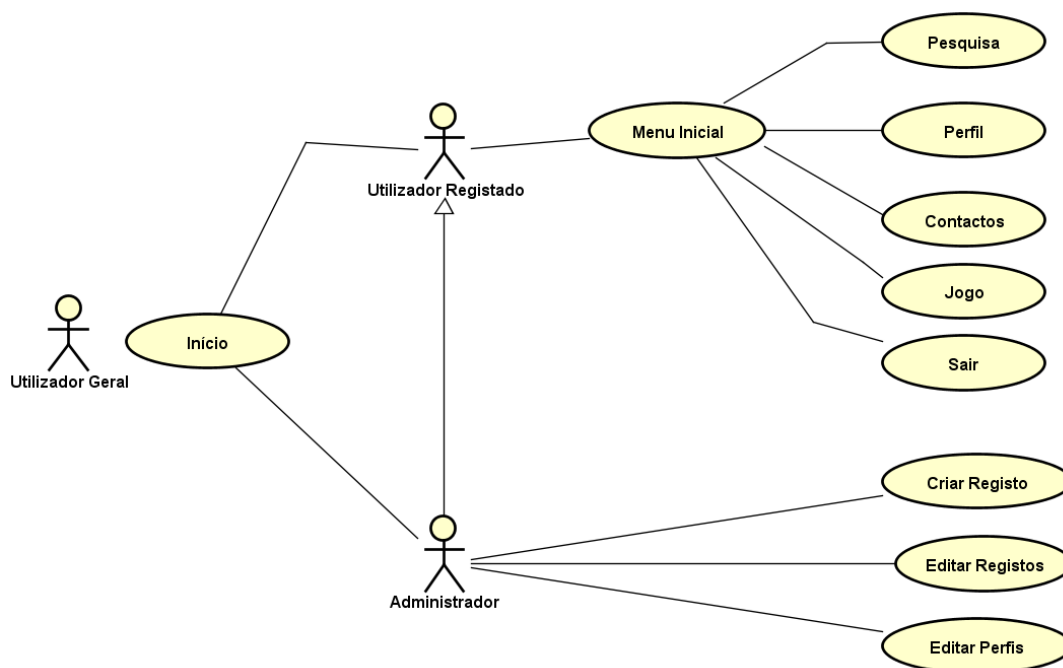 Pesquisa
Menu Inicial
Perfil
Utilizador Registado
Contactos
Jogo
Início
Sair
Utilizador Geral
Criar Registo
Editar Registos
Administrador
Editar Perfis